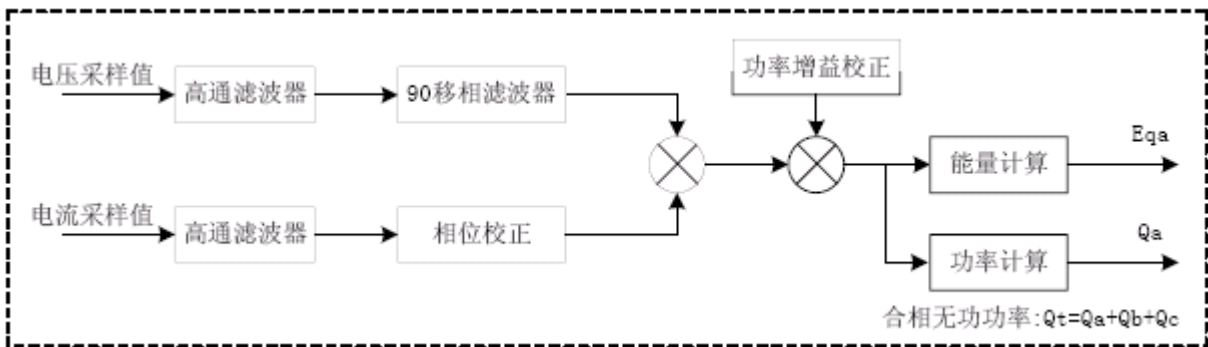 功率增益校正
电压采样值
高通滤波器
90移相滤波器
Eqa
能量计算
电流采样值
高通滤波器
相位校正
Qa
功率计算
合相无功功率:Qt=Qa+Qb+Qc